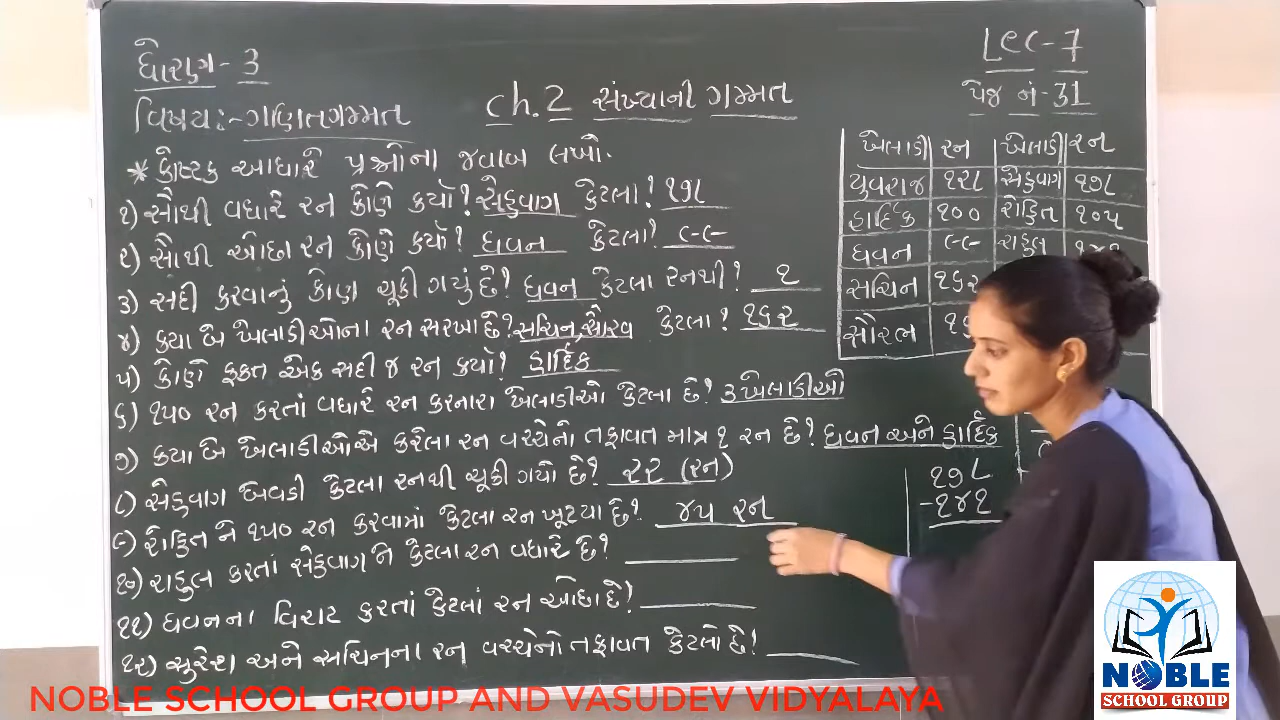 ધોરણ - 3
Lec - 7
વિષય :- ગણિતગમ્મત
ch. 2 સંખ્યાની ગમ્મત
પેજ નં - 31
* કોષ્ટક આધારે પ્રશ્નોના જવાબ લખો.
૧) સૌથી વધારે રન કોણે કર્યા? સેહવાગ કેટલા? ૧૭૮
૨) સૌથી ઓછા રન કોણે કર્યા? ધવન કેટલા? ૯૯
૩) સદી કરવાનું કોણ ચૂકી ગયું છે? ધવન કેટલા રનથી? ૧
૪) કયા બે ખેલાડીઓના રન સરખા છે? સચિન, સૌરવ કેટલા? ૧૬૨
૫) કોણે ફકત એક સદી જ રન કર્યા? હાર્દિક
૬) ૧૫૦ રન કરતાં વધારે રન કરનારા ખેલાડીઓ કેટલા છે? ૩ ખેલાડીઓ
૭) કયા બે ખેલાડીઓએ કરેલા રન વચ્ચેનો તફાવત માત્ર ૧ રન છે? ધવન અને હાર્દિક
૮) સેહવાગ બેવડી કેટલા રનથી ચૂકી ગયો છે? ૨૨ (રન)
૯) રોહિત ને ૧૫૦ રન કરવામાં કેટલા રન ખૂટયા છે? ૪૫ રન
૧૦) રાહુલ કરતાં સેહવાગ ને કેટલા રન વધારે છે?
૧૧) ધવનના વિરાટ કરતાં કેટલાં રન ઓછા છે?
૧૨) સુરેશ અને સચિનના રન વચ્ચેનો તફાવત કેટલો છે?
ખેલાડી રન ખેલાડી રન
યુવરાજ ૧૨૮ સેહવાગ ૧૭૮
હાર્દિક ૧૦૦ રોહિત ૧૦૫
ધવન ૯૯ રાહુલ
સચિન ૧૬૨
સૌરભ
૧૭૮
- ૧૪૧
NOBLE SCHOOL GROUP AND VASUDEV VIDYALAYA
NOBLE
SCHOOL GROUP